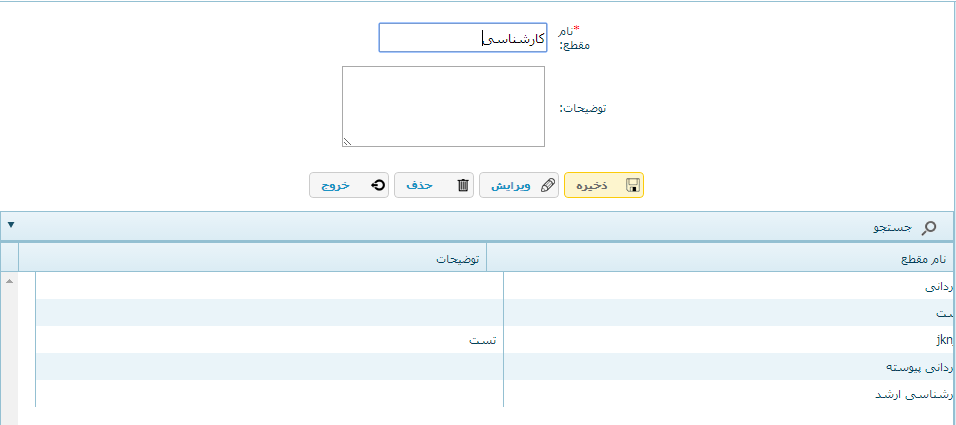 *نام
مقطع:
کارشناسی
توضیحات:
ذخیره ویرایش حذف خروج
جستجو
نام مقطع توضیحات
ردانی
ست
jkn تست
ردانی پیوسته
رشناسی ارشد